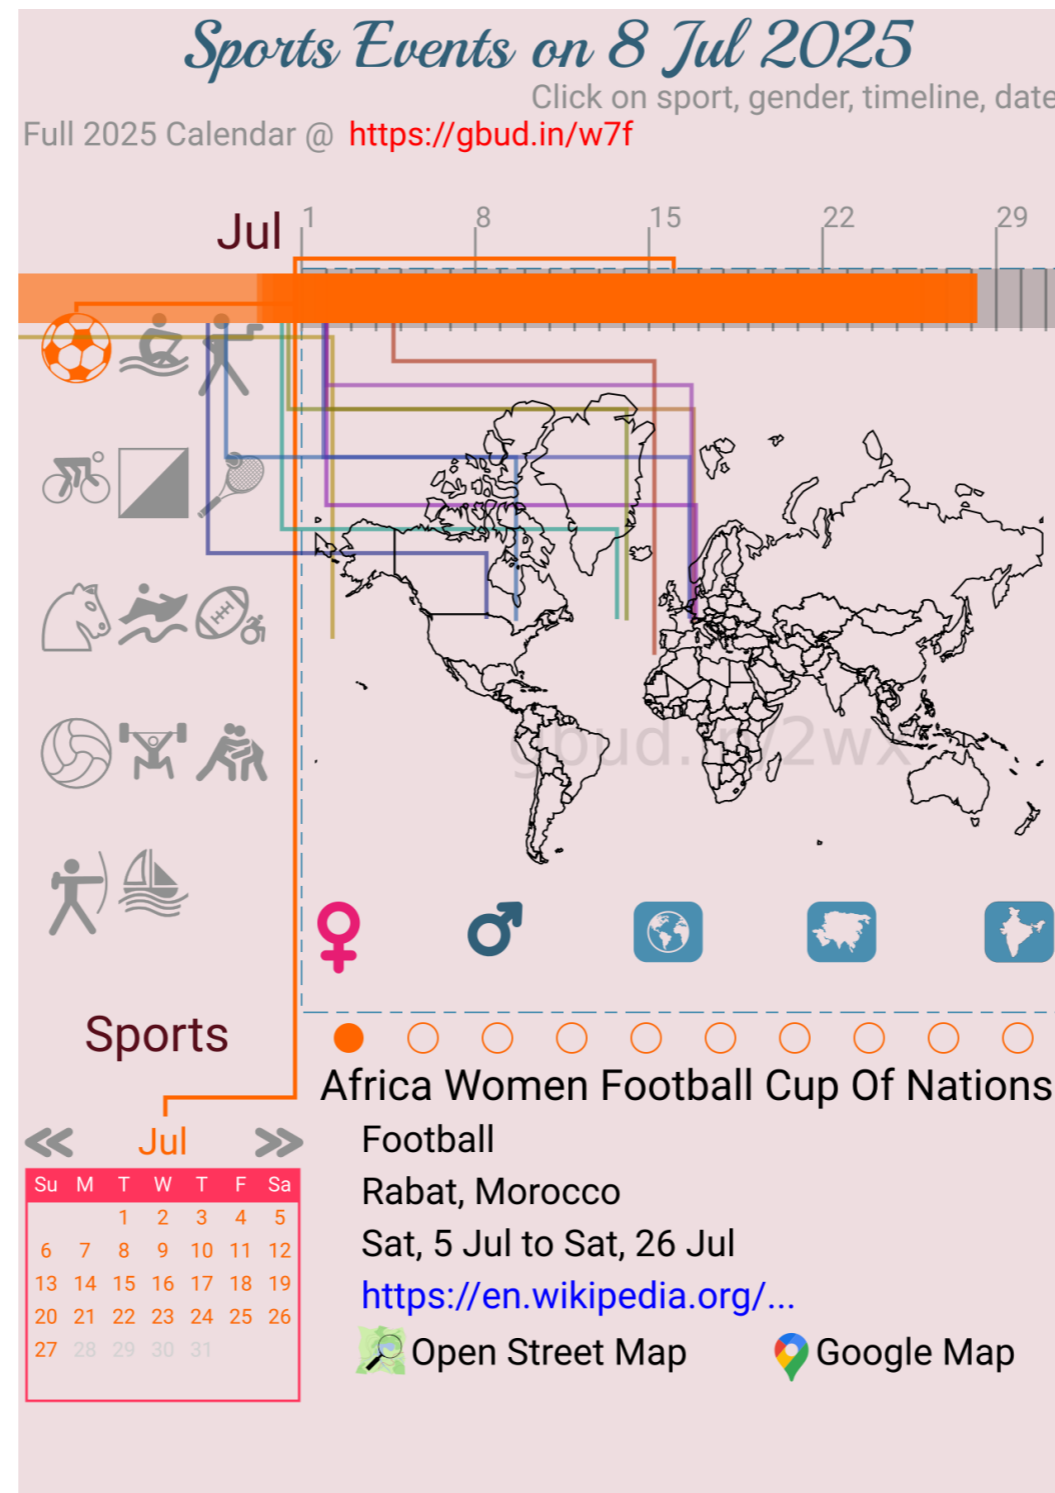 Sports Events on 8 Jul 2025
Click on sport, gender, timeline, date
Full 2025 Calendar @ https://gbud.in/w7f
Jul
1 8 15 22 29
gbud.in/2wx
Sports
Africa Women Football Cup Of Nations
Football
Rabat, Morocco
Sat, 5 Jul to Sat, 26 Jul
https://en.wikipedia.org/...
Open Street Map Google Map
Jul
Su M T W T F Sa
1 2 3 4 5
6 7 8 9 10 11 12
13 14 15 16 17 18 19
20 21 22 23 24 25 26
27 28 29 30 31